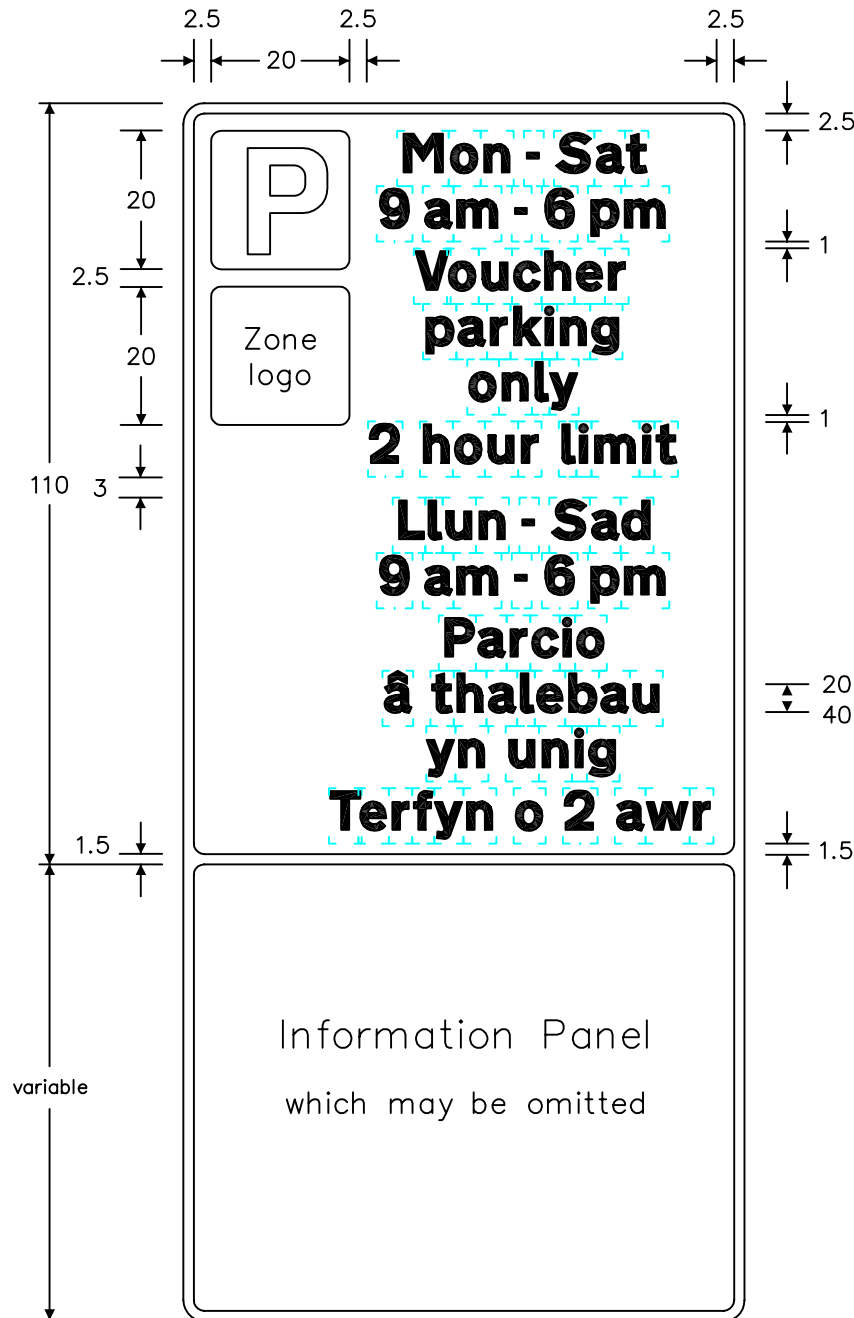 2.5 2.5 2.5
20
2.5
P
Mon - Sat
20
9 am - 6 pm
1
2.5
Voucher
parking
Zone
logo
20
only
1
2 hour limit
110
3
Llun - Sad
9 am - 6 pm
Parcio
â thalebau
20
40
yn unig
Terfyn o 2 awr
1.5
1.5
Information Panel
variable
which may be omitted